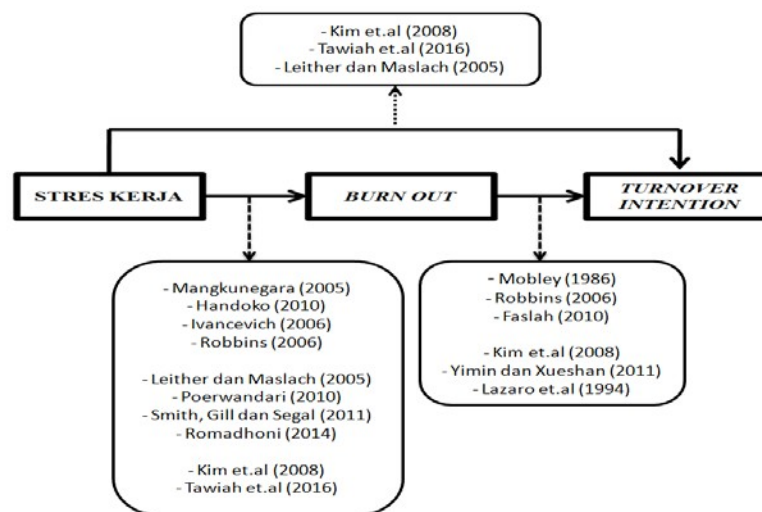 - Kim et.al (2008)
- Tawiah et.al (2016)
- Leither dan Maslach (2005)
STRES KERJA
BURN OUT
TURNOVER
INTENTION
- Mangkunegara (2005)
- Handoko (2010)
- Ivancevich (2006)
- Robbins (2006)
- Leither dan Maslach (2005)
- Poerwandari (2010)
- Smith, Gill dan Segal (2011)
- Romadhoni (2014)
- Kim et.al (2008)
- Tawiah et.al (2016)
- Mobley (1986)
- Robbins (2006)
- Faslah (2010)
- Kim et.al (2008)
- Yimin dan Xueshan (2011)
- Lazaro et.al (1994)